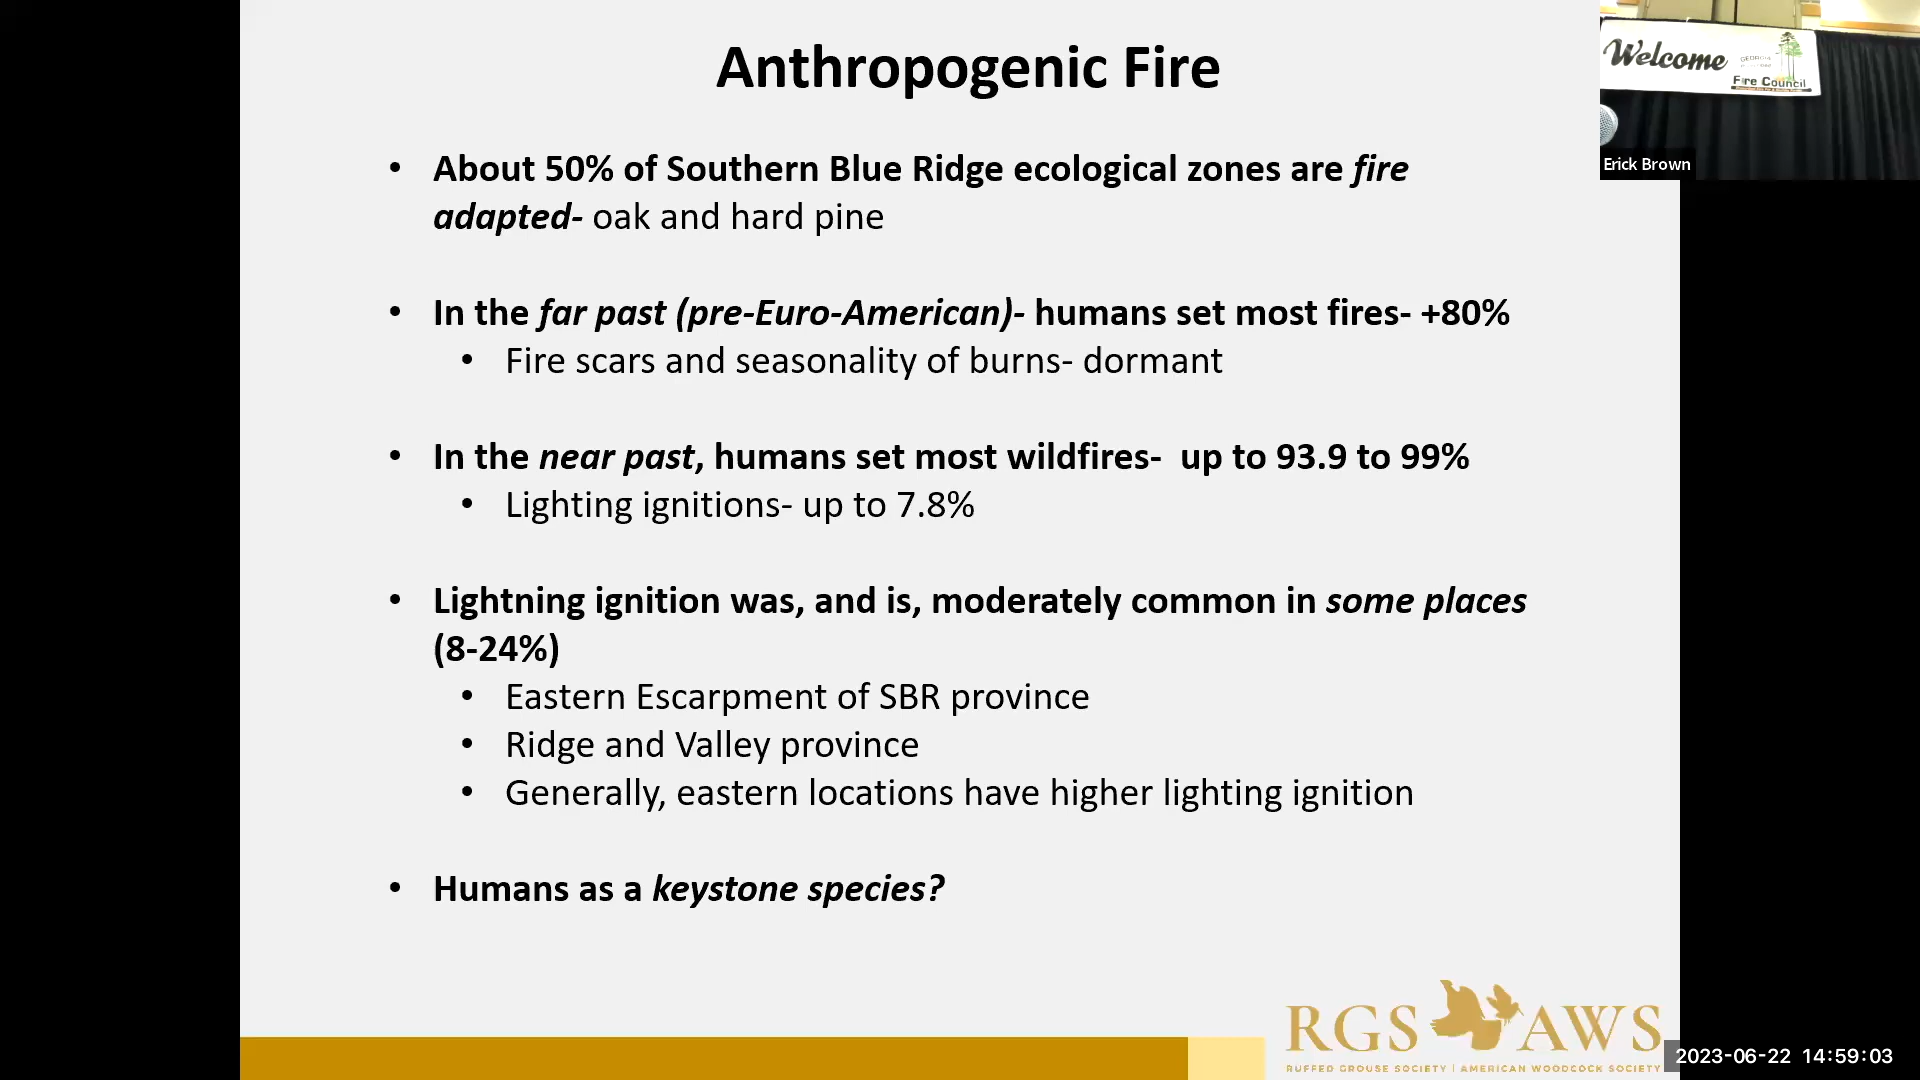 Anthropogenic Fire
Welcome
Fire Council
Erick Brown
• About 50% of Southern Blue Ridge ecological zones are fire
adapted- oak and hard pine
• In the far past (pre-Euro-American)- humans set most fires- +80%
• Fire scars and seasonality of burns- dormant
• In the near past, humans set most wildfires- up to 93.9 to 99%
• Lighting ignitions- up to 7.8%
• Lightning ignition was, and is, moderately common in some places
(8-24%)
• Eastern Escarpment of SBR province
• Ridge and Valley province
• Generally, eastern locations have higher lighting ignition
• Humans as a keystone species?
RGS AWS
RUFFED GROUSE SOCIETY | AMERICAN WOODCOCK SOCIETY
2023-06-22 14:59:03